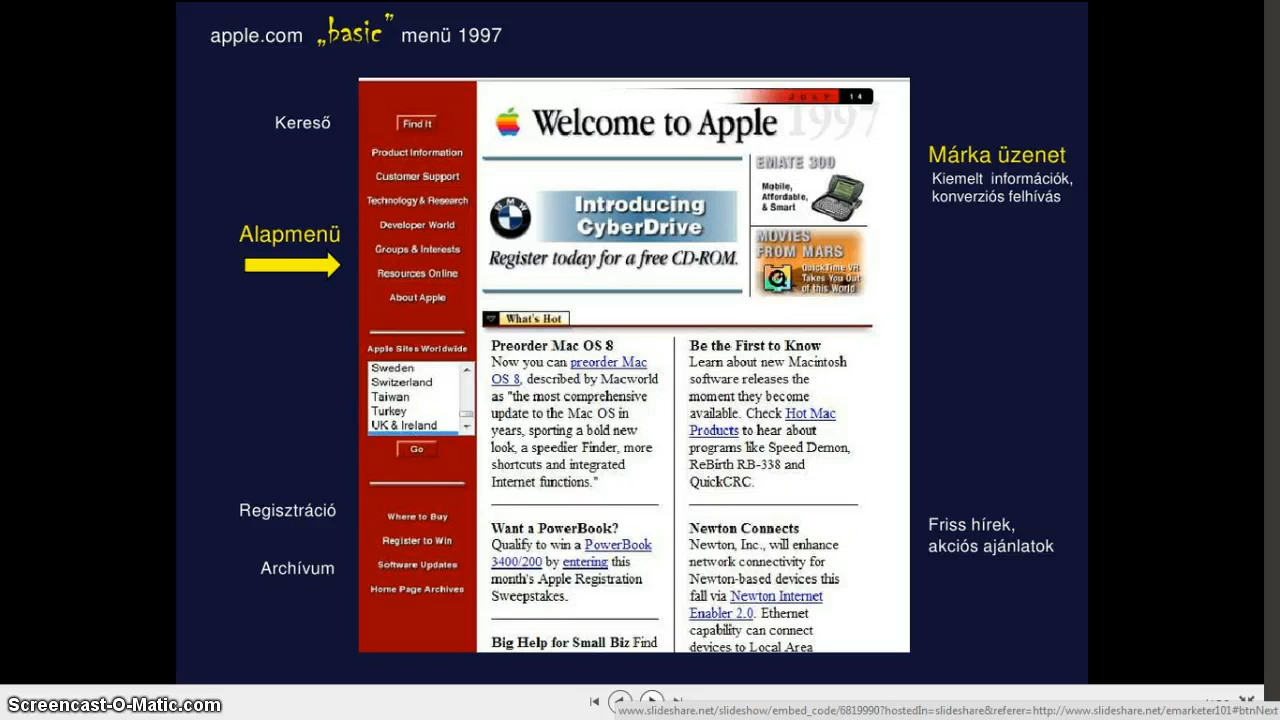 apple.com „basic” menü 1997
Kereső
Alapmenü
Regisztráció
Archívum
Find It
Product Information
Customer Support
Technology & Research
Developer World
Groups & Interests
Resources Online
About Apple
Apple Sites Worldwide
Sweden
Switzerland
Taiwan
Turkey
UK & Ireland
Go
Where to Buy
Register to Win
Software Updates
Home Page Archives
JULY 14
1997
Welcome to Apple
BMW
Introducing
CyberDrive
Register today for a free CD-ROM.
EMATE 300
Mobile,
Affordable,
& Smart
MOVIES
FROM MARS
QuickTime VR
Takes You Out
of this World
What's Hot
Preorder Mac OS 8
Now you can preorder Mac
OS 8, described by Macworld
as "the most comprehensive
update to the Mac OS in
years, sporting a bold new
look, a speedier Finder, more
shortcuts and integrated
Internet functions."
Want a PowerBook?
Qualify to win a PowerBook
3400/200 by entering this
month's Apple Registration
Sweepstakes.
Big Help for Small Biz Find
Be the First to Know
Learn about new Macintosh
software releases the
moment they become
available. Check Hot Mac
Products to hear about
programs like Speed Demon,
ReBirth RB-338 and
QuickCRC.
Newton Connects
Newton, Inc., will enhance
network connectivity for
Newton-based devices this
fall via Newton Internet
Enabler 2.0. Ethernet
capability can connect
devices to Local Area
Márka üzenet
Kiemelt információk,
konverziós felhívás
Friss hírek,
akciós ajánlatok
Screencast-O-Matic.com
www.slideshare.net/slideshow/embed_code/6819990?hostedIn=slideshare&referer=http://www.slideshare.net/emarketer101#btnNext